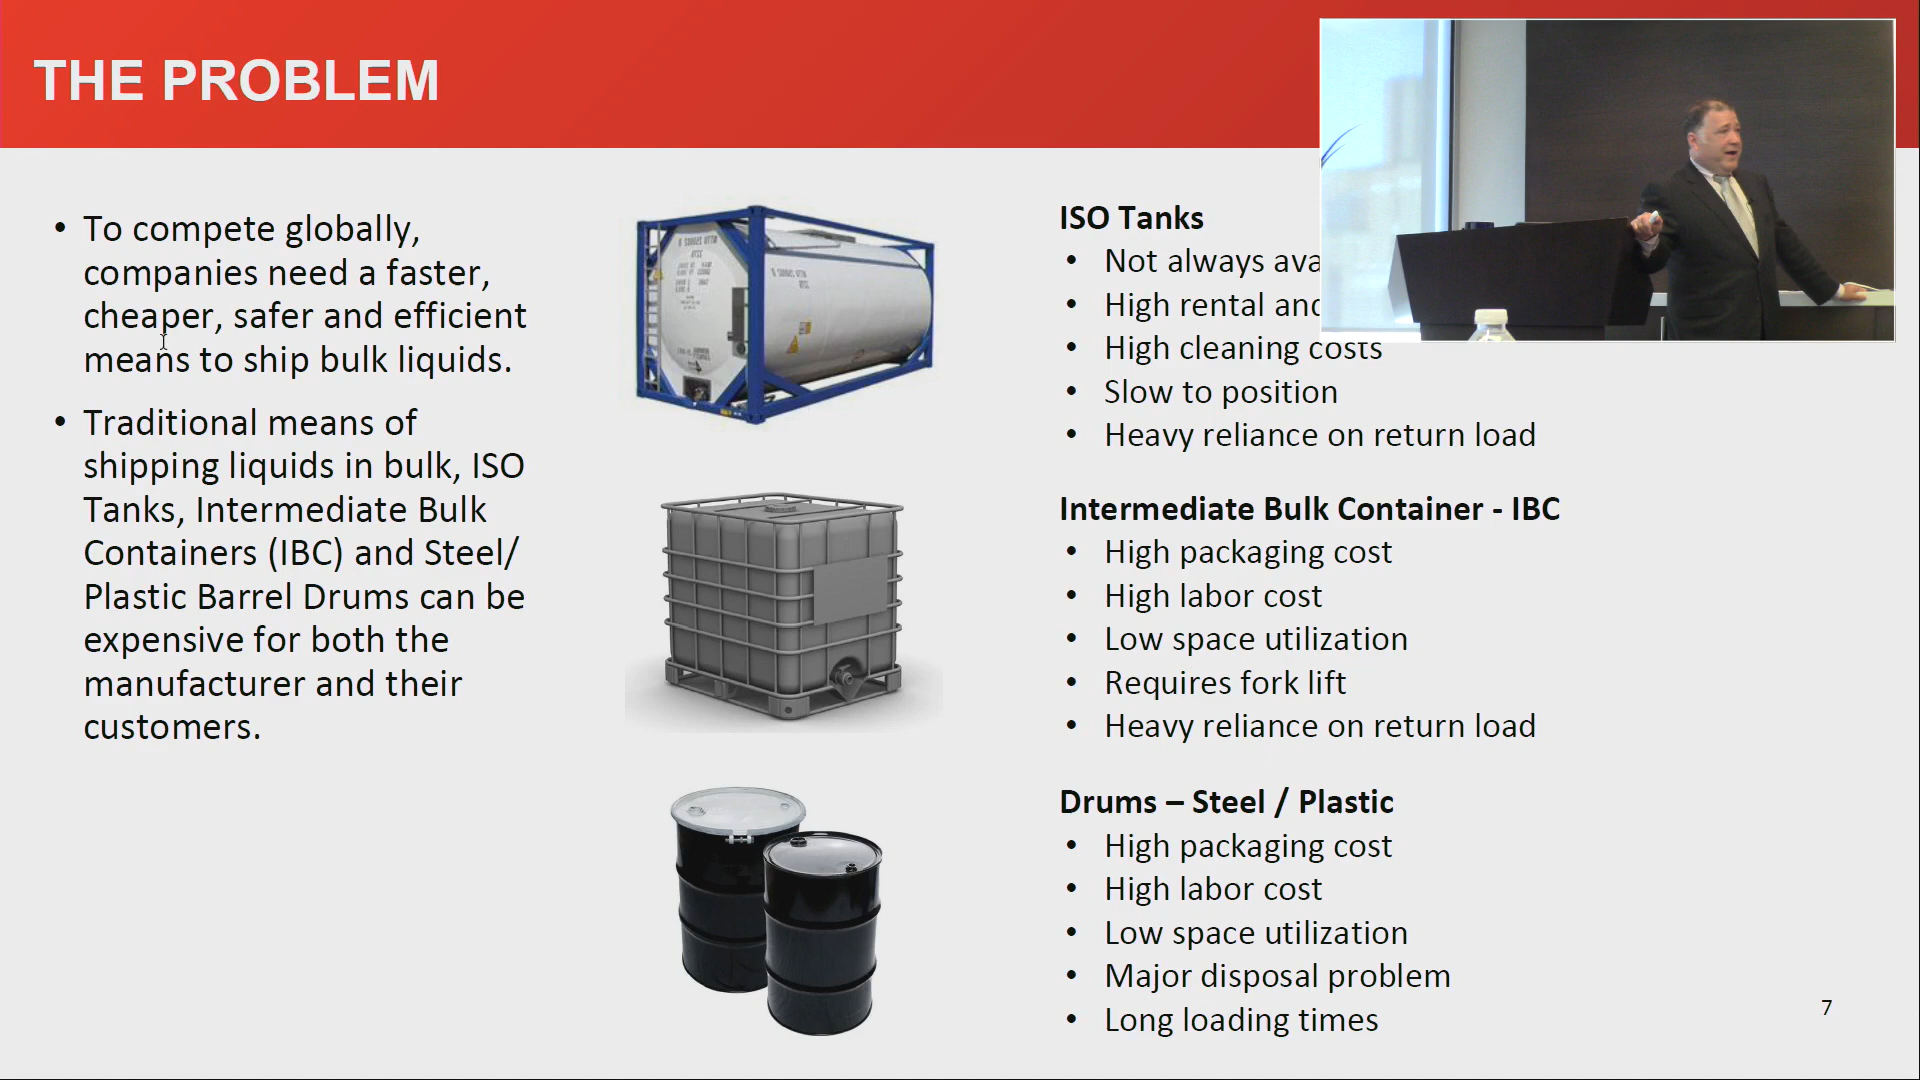 THE PROBLEM
• To compete globally,
companies need a faster,
cheaper, safer and efficient
means to ship bulk liquids.
• Traditional means of
shipping liquids in bulk, ISO
Tanks, Intermediate Bulk
Containers (IBC) and Steel/
Plastic Barrel Drums can be
expensive for both the
manufacturer and their
customers.
ISO Tanks
• Not always
• High rental and
• High cleaning costs
• Slow to position
• Heavy reliance on return load
Intermediate Bulk Container - IBC
• High packaging cost
• High labor cost
• Low space utilization
• Requires fork lift
• Heavy reliance on return load
Drums – Steel / Plastic
• High packaging cost
• High labor cost
• Low space utilization
• Major disposal problem
• Long loading times
7